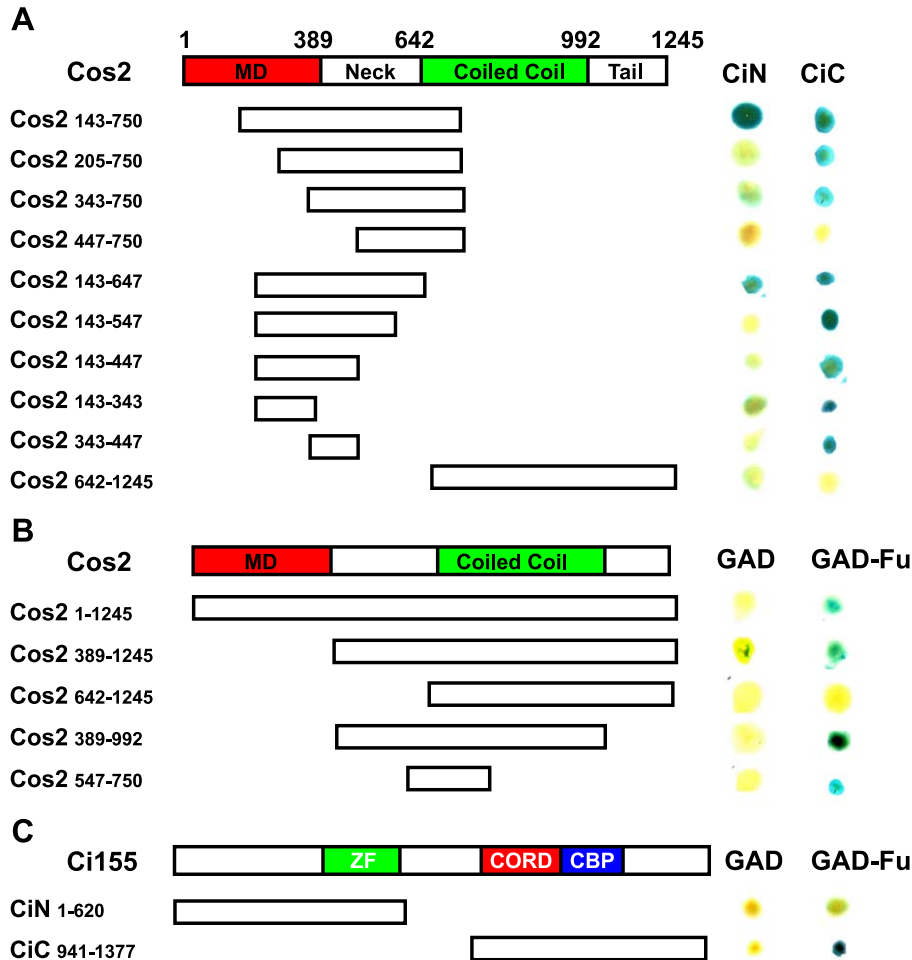 A
1 389 642 992 1245
Cos2 MD Neck Coiled Coil Tail CiN CiC
Cos2 143-750
Cos2 205-750
Cos2 343-750
Cos2 447-750
Cos2 143-647
Cos2 143-547
Cos2 143-447
Cos2 143-343
Cos2 343-447
Cos2 642-1245
B
Cos2 MD Coiled Coil GAD GAD-Fu
Cos2 1-1245
Cos2 389-1245
Cos2 642-1245
Cos2 389-992
Cos2 547-750
C
Ci155 ZF CORD CBP GAD GAD-Fu
CiN 1-620
CiC 941-1377